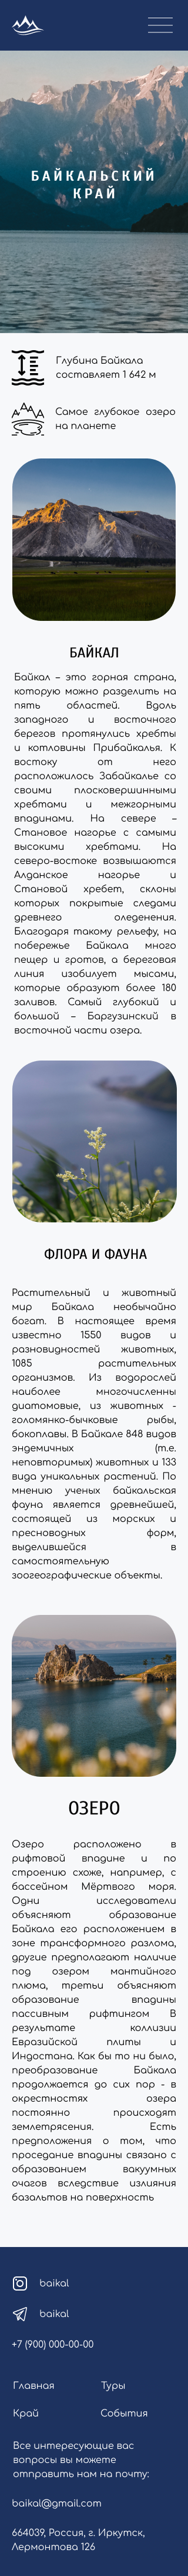 БАЙКАЛЬСКИЙ
КРАЙ
Глубина Байкала
составляет 1 642 м
Самое глубокое озеро
на планете
БАЙКАЛ
Байкал – это горная страна,
которую можно разделить на
пять областей. Вдоль
западного и восточного
берегов протянулись хребты
и котловины Прибайкалья. К
востоку от него
расположилось Забайкалье со
своими плосковершинными
хребтами и межгорными
впадинами. На севере –
Становое нагорье с самыми
высокими хребтами. На
северо-востоке возвышаются
Алданское нагорье и
Становой хребет, склоны
которых покрытые следами
древнего оледенения.
Благодаря такому рельефу, на
побережье Байкала много
пещер и гротов, а береговая
линия изобилует мысами,
которые образуют более 180
заливов. Самый глубокий и
большой – Баргузинский в
восточной части озера.
ФЛОРА И ФАУНА
Растительный и животный
мир Байкала необычайно
богат. В настоящее время
известно 1550 видов и
разновидностей животных,
1085 растительных
организмов. Из водорослей
наиболее многочисленны
диатомовые, из животных -
голомянко-бычковые рыбы,
бокоплавы. В Байкале 848 видов
эндемичных (т.е.
неповторимых) животных и 133
вида уникальных растений. По
мнению ученых байкальская
фауна является древнейшей,
состоящей из морских и
пресноводных форм,
выделившейся в
самостоятельную
зоогеографические объекты.
ОЗЕРО
Озеро расположено в
рифтовой впадине и по
строению схоже, например, с
бассейном Мёртвого моря.
Одни исследователи
объясняют образование
Байкала его расположением в
зоне трансформного разлома,
другие предполагают наличие
под озером мантийного
плюма, третьи объясняют
образование впадины
пассивным рифтингом В
результате коллизии
Евразийской плиты и
Индостана. Как бы то ни было,
преобразование Байкала
продолжается до сих пор - в
окрестностях озера
постоянно происходят
землетрясения. Есть
предположения о том, что
проседание впадины связано с
образованием вакуумных
очагов вследствие излияния
базальтов на поверхность
baikal
baikal
+7 (900) 000-00-00
Главная Туры
Край События
Все интересующие вас
вопросы вы можете
отправить нам на почту:
baikal@gmail.com
664039, Россия, г. Иркутск,
Лермонтова 126